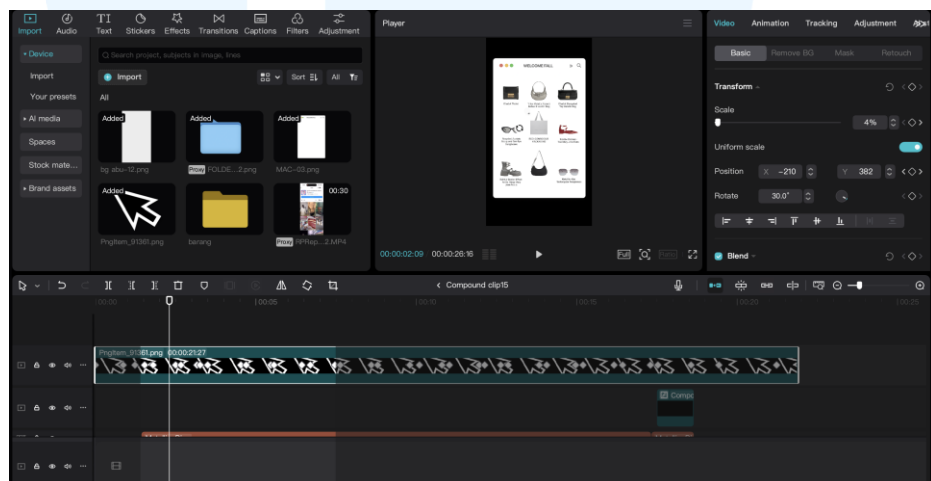 Import Audio Text Stickers Effects Transitions Captions Filters Adjustment
Device
Import
Your presets
AI media
Spaces
Stock mate...
Brand assets
Search project, subjects in image, lines
Import Sort All
All
Added Added Added
bg abu-12.png Proxy FOLDE...2.png MAC-03.png
Added 00:30
PngItem_91361.png barang Proxy RPRep...2.MP4
Player
WELCOME FALL
00:00:02:09 00:00:26:16 Full Ratio
Video Animation Tracking Adjustment
Basic Remove BG Mask Retouch
Transform
Scale
4%
Uniform scale
Position X -210 Y 382
Rotate 30.0°
Blend
Compound clip15
00:00 00:05 00:10 00:15 00:20 00:25
PngItem_91361.png 00:00:21:27
Compo